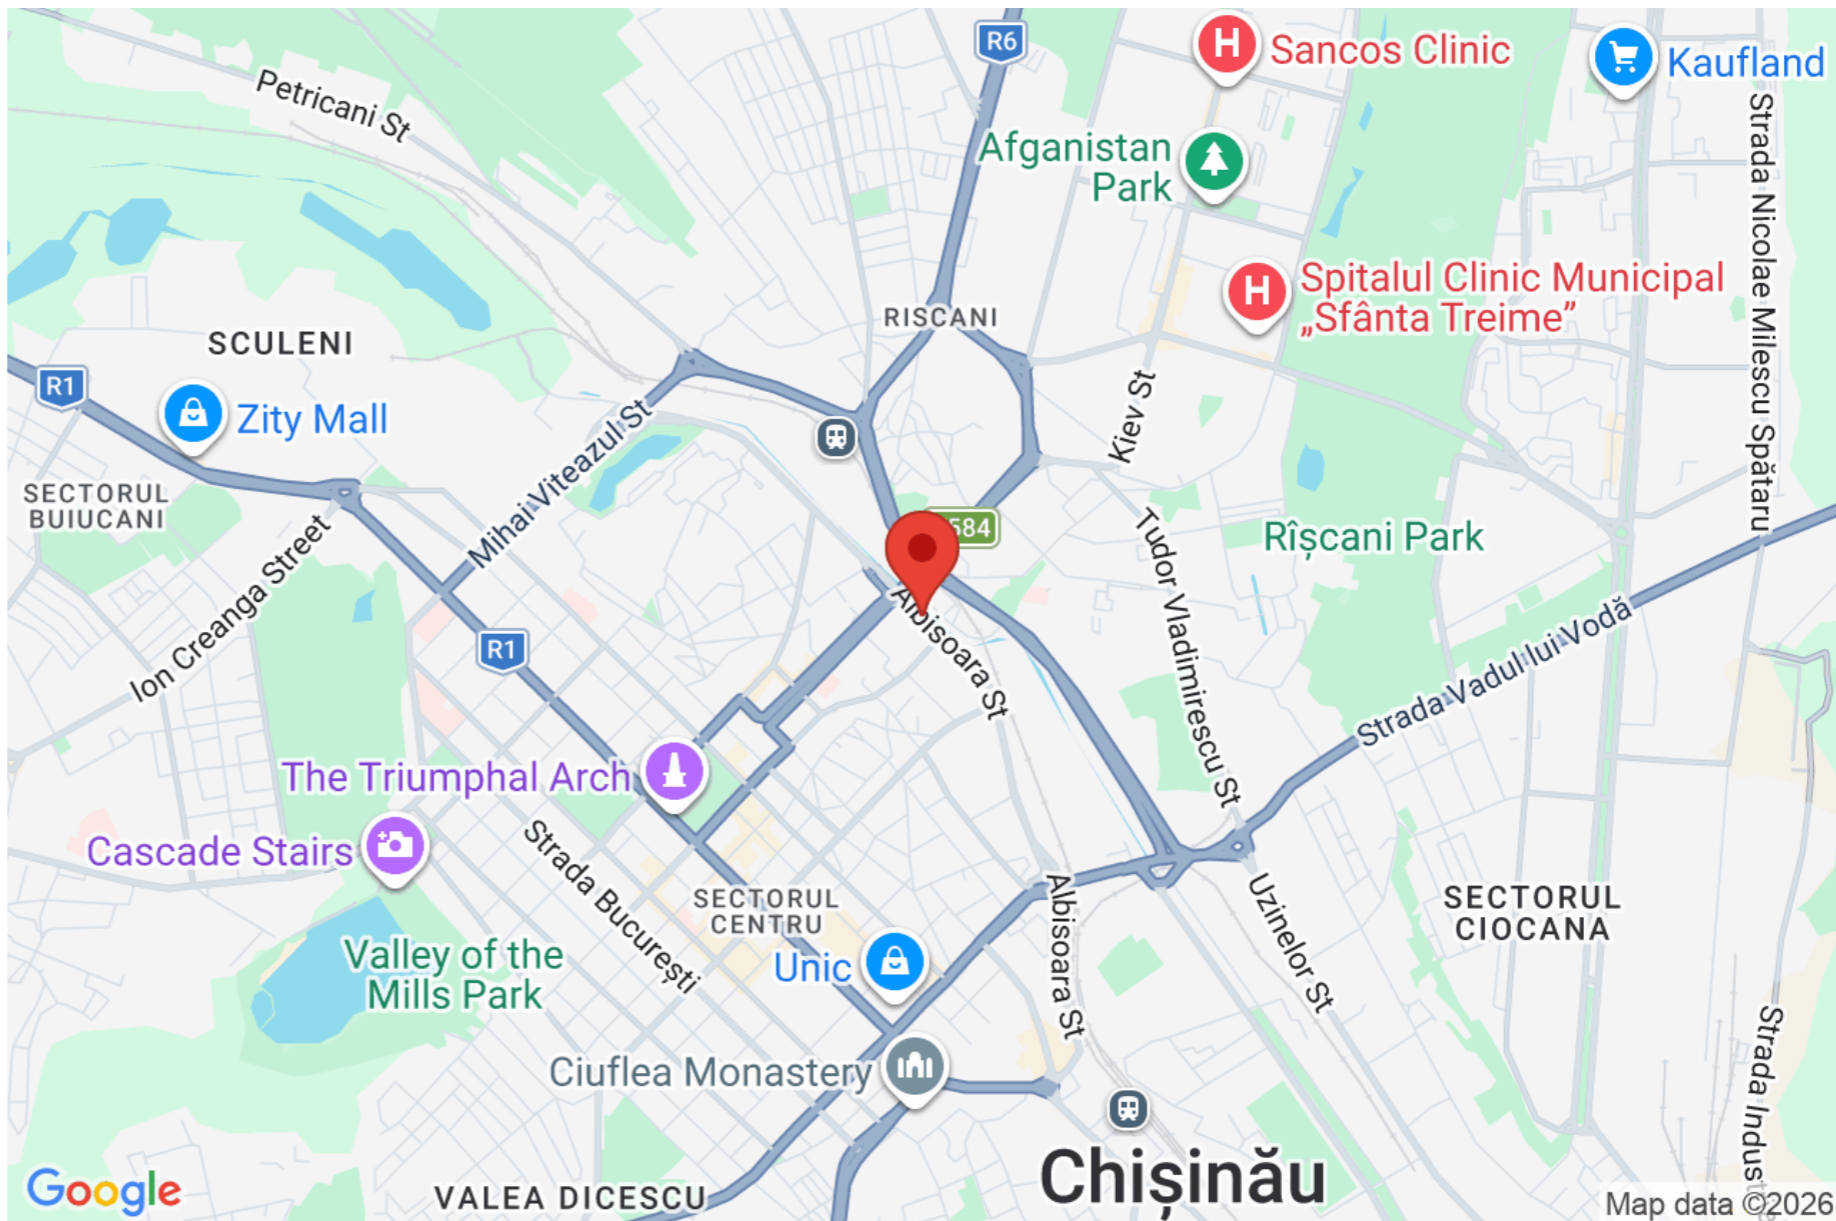 R6
Sancos Clinic
Kaufland
Petricani St
Afganistan
Park
Strada Nicolae Milescu Spătaru
Spitalul Clinic Municipal
„Sfânta Treime”
RISCANI
SCULENI
R1
Zity Mall
Mihai Viteazul St
Kiev St
SECTORUL
BUIUCANI
Ion Creanga Street
584
Tudor Vladimirescu St
Rîșcani Park
Albisoara St
R1
Strada Vadul lui Vodă
The Triumphal Arch
Cascade Stairs
Strada București
SECTORUL
CENTRU
Albisoara St
Uzinelor St
SECTORUL
CIOCANA
Valley of the
Mills Park
Unic
Ciuflea Monastery
Strada Indus
Chișinău
VALEA DICESCU
Google
Map data ©2026